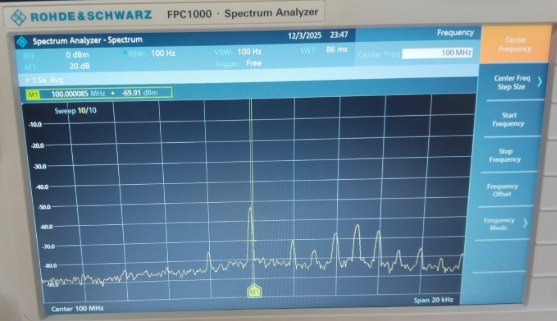 ROHDE & SCHWARZ FPC1000 · Spectrum Analyzer
Spectrum Analyzer - Spectrum 12/3/2025 23:47 Frequency
Ref: 0 dBm RBW: 100 Hz VBW: 100 Hz SWT: 86 ms Center Freq 100 MHz
ATT: 20 dB Trigger: Free
1 Sa Avg
M1 100.000085 MHz -69.91 dBm
Sweep 10/10
-10.0
-20.0
-30.0
-40.0
-50.0
-60.0
-70.0
-80.0
-90.0
M1
Center 100 MHz Span 20 kHz
Center
Frequency
Center Freq
Step Size
Start
Frequency
Stop
Frequency
Frequency
Offset
Frequency
Mode